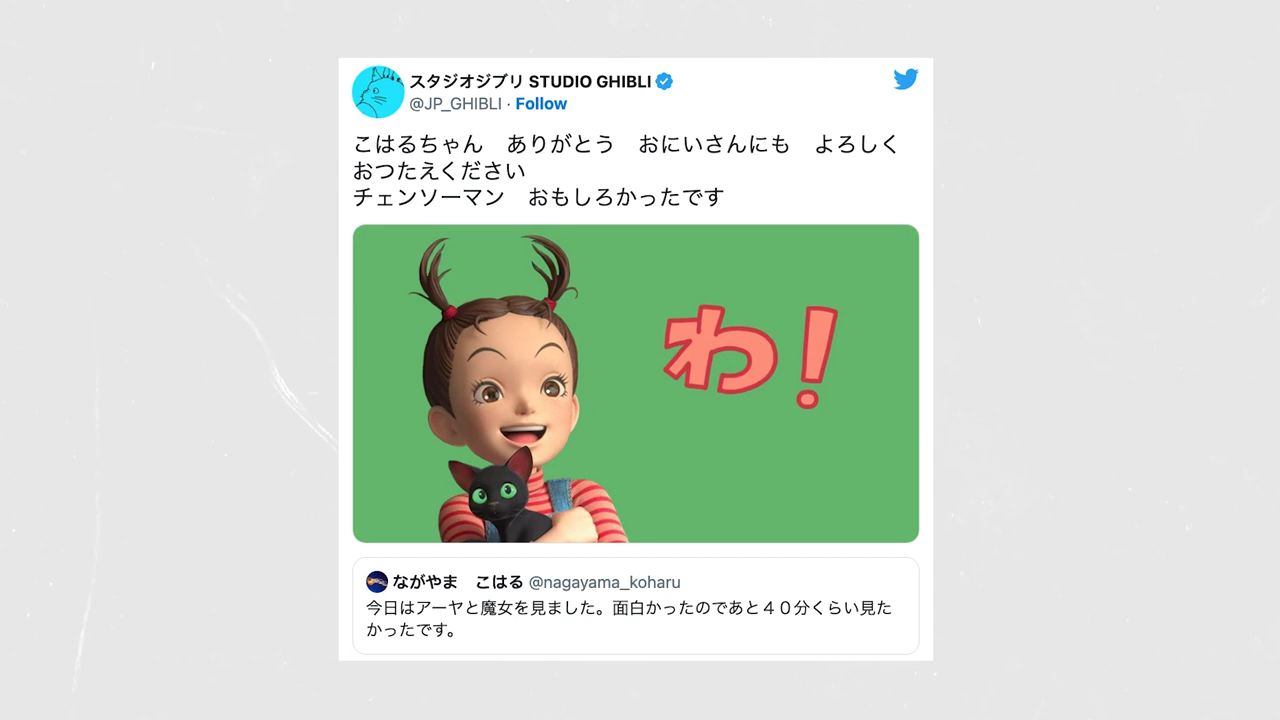 スタジオジブリ STUDIO GHIBLI
@JP_GHIBLI · Follow
こはるちゃん　ありがとう　おにいさんにも　よろしく
おつたえください
チェンソーマン　おもしろかったです
わ！
ながやま　こはる @nagayama_koharu
今日はアーヤと魔女を見ました。面白かったのであと４０分くらい見た
かったです。